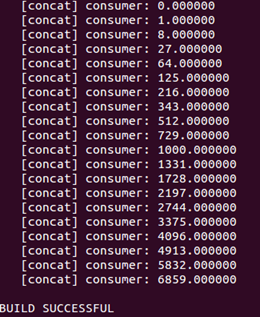 [concat] consumer: 0.000000
[concat] consumer: 1.000000
[concat] consumer: 8.000000
[concat] consumer: 27.000000
[concat] consumer: 64.000000
[concat] consumer: 125.000000
[concat] consumer: 216.000000
[concat] consumer: 343.000000
[concat] consumer: 512.000000
[concat] consumer: 729.000000
[concat] consumer: 1000.000000
[concat] consumer: 1331.000000
[concat] consumer: 1728.000000
[concat] consumer: 2197.000000
[concat] consumer: 2744.000000
[concat] consumer: 3375.000000
[concat] consumer: 4096.000000
[concat] consumer: 4913.000000
[concat] consumer: 5832.000000
[concat] consumer: 6859.000000
BUILD SUCCESSFUL